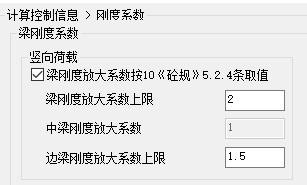 计算控制信息 > 刚度系数
梁刚度系数
竖向荷载
梁刚度放大系数按10《砼规》5.2.4条取值
梁刚度放大系数上限 2
中梁刚度放大系数 1
边梁刚度放大系数上限 1.5